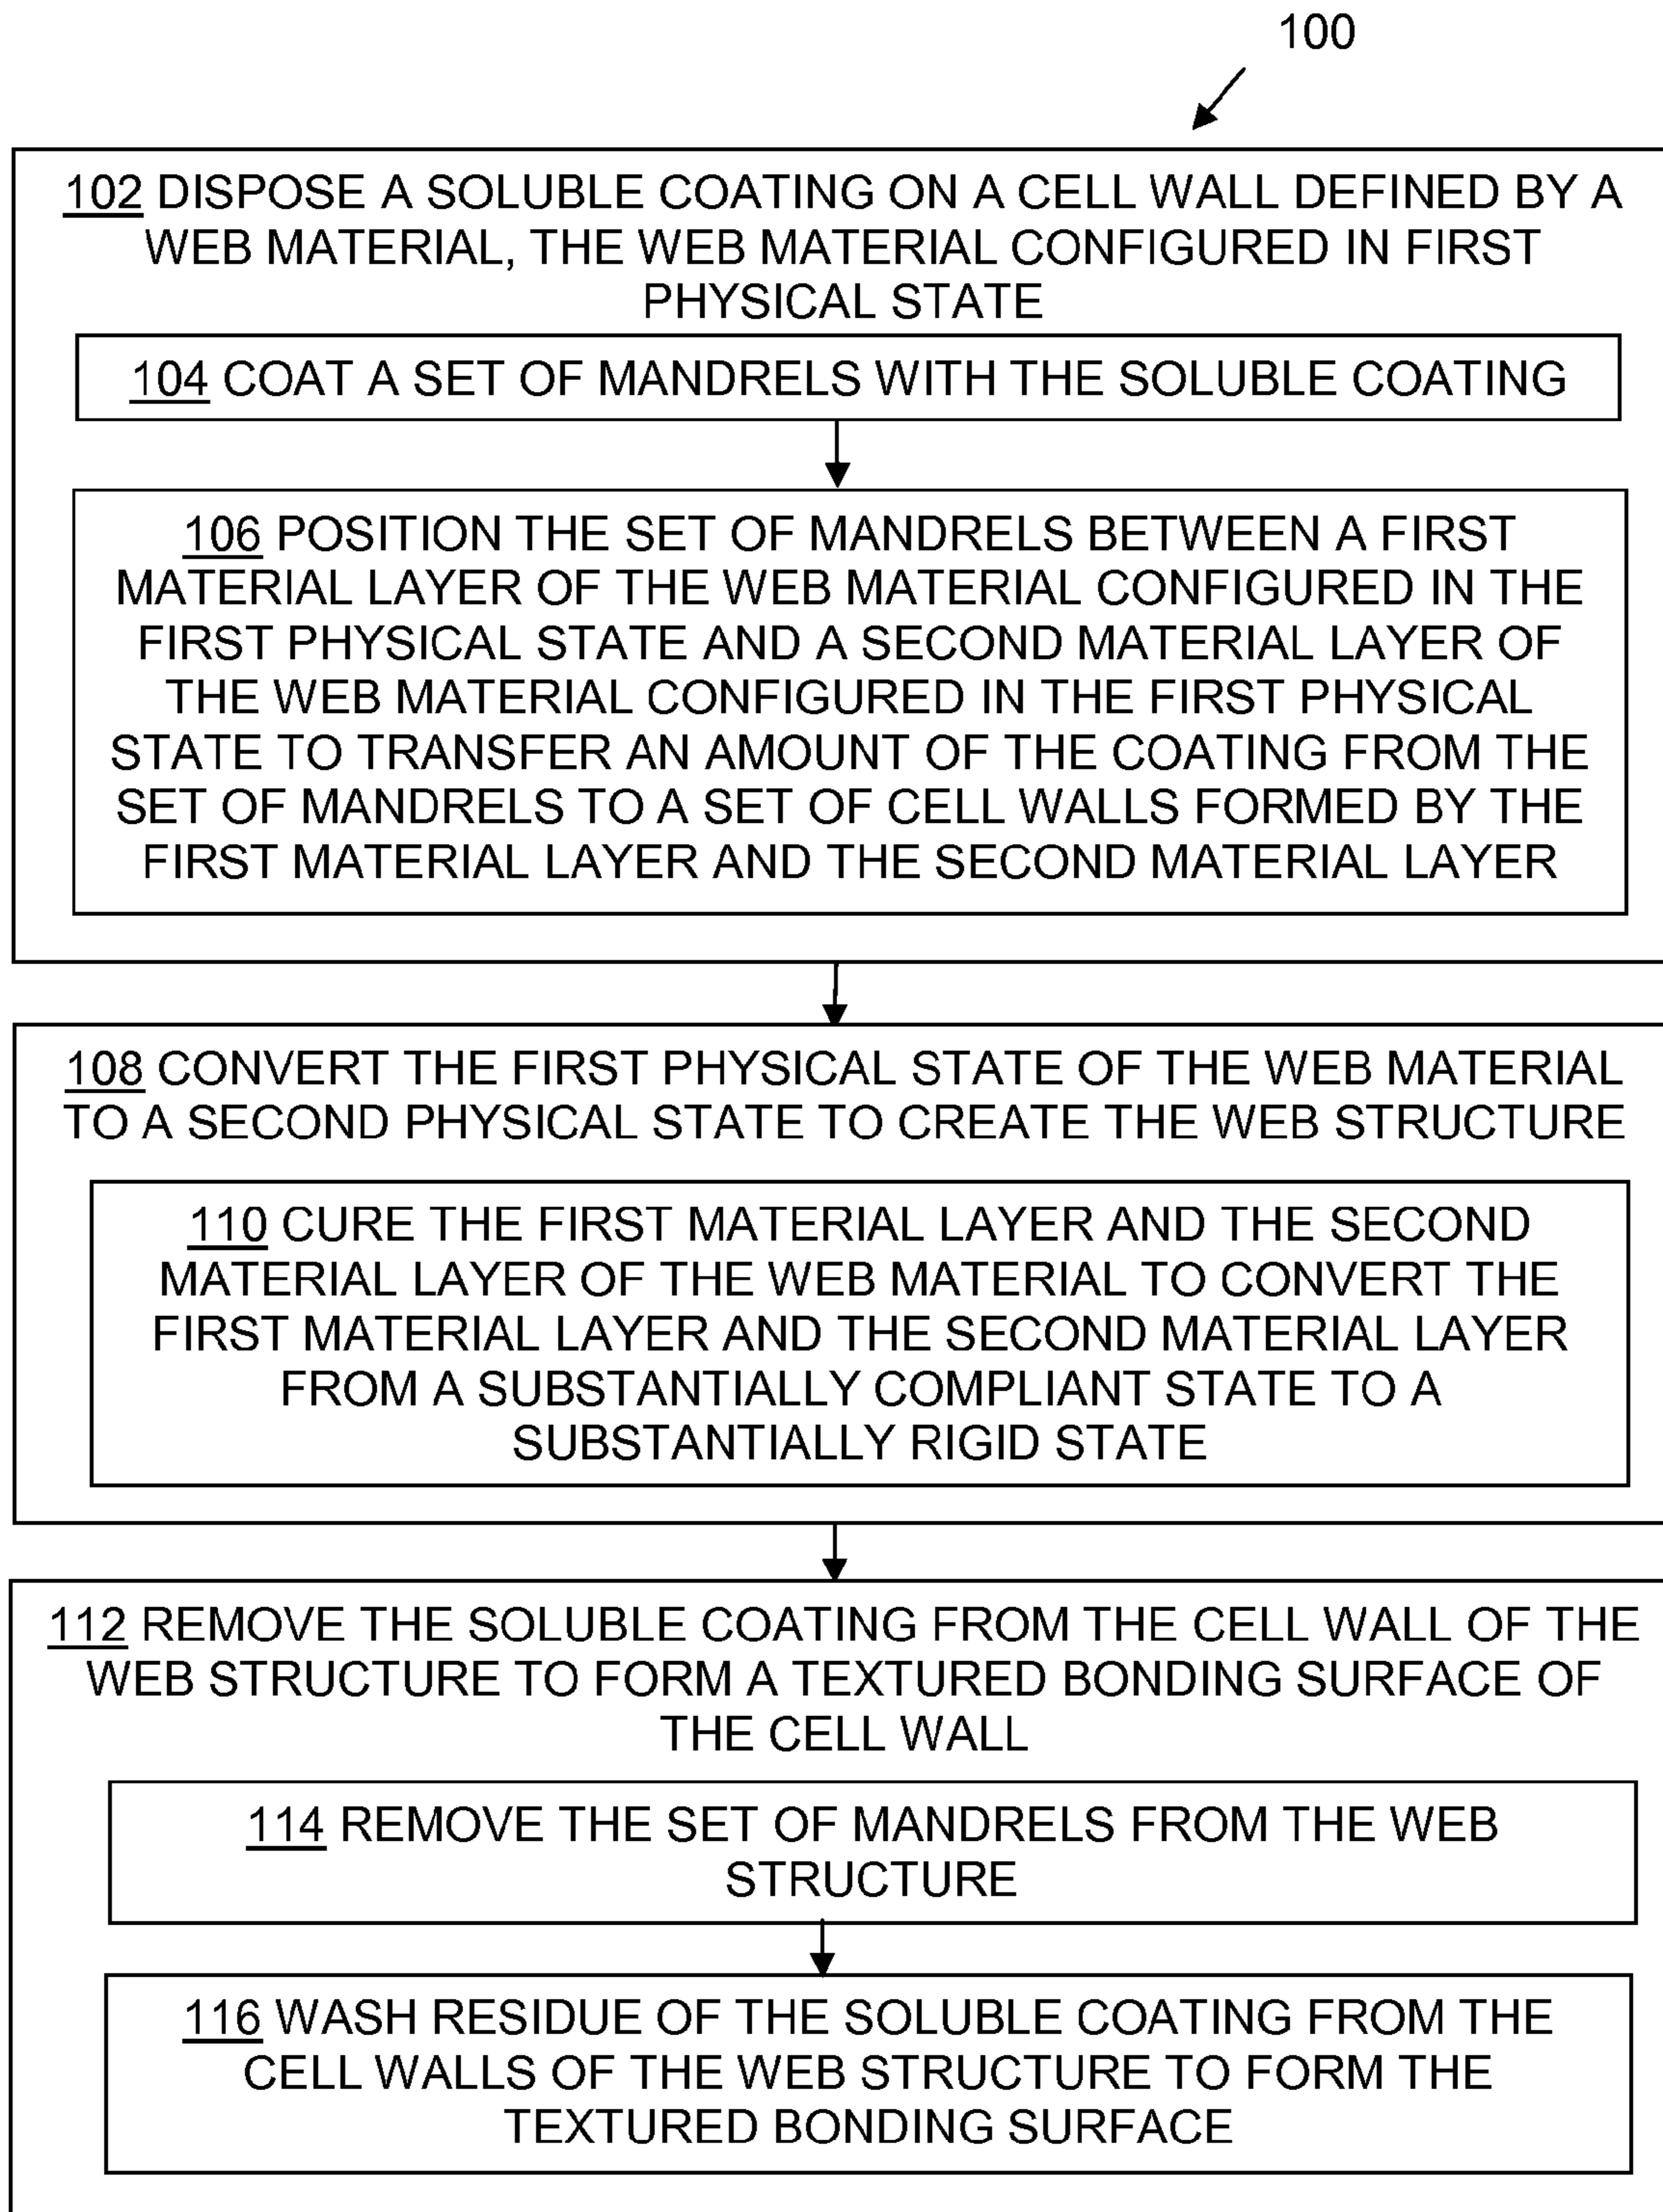 100
102 DISPOSE A SOLUBLE COATING ON A CELL WALL DEFINED BY A
WEB MATERIAL, THE WEB MATERIAL CONFIGURED IN FIRST
PHYSICAL STATE
104 COAT A SET OF MANDRELS WITH THE SOLUBLE COATING
106 POSITION THE SET OF MANDRELS BETWEEN A FIRST
MATERIAL LAYER OF THE WEB MATERIAL CONFIGURED IN THE
FIRST PHYSICAL STATE AND A SECOND MATERIAL LAYER OF
THE WEB MATERIAL CONFIGURED IN THE FIRST PHYSICAL
STATE TO TRANSFER AN AMOUNT OF THE COATING FROM THE
SET OF MANDRELS TO A SET OF CELL WALLS FORMED BY THE
FIRST MATERIAL LAYER AND THE SECOND MATERIAL LAYER
108 CONVERT THE FIRST PHYSICAL STATE OF THE WEB MATERIAL
TO A SECOND PHYSICAL STATE TO CREATE THE WEB STRUCTURE
110 CURE THE FIRST MATERIAL LAYER AND THE SECOND
MATERIAL LAYER OF THE WEB MATERIAL TO CONVERT THE
FIRST MATERIAL LAYER AND THE SECOND MATERIAL LAYER
FROM A SUBSTANTIALLY COMPLIANT STATE TO A
SUBSTANTIALLY RIGID STATE
112 REMOVE THE SOLUBLE COATING FROM THE CELL WALL OF THE
WEB STRUCTURE TO FORM A TEXTURED BONDING SURFACE OF
THE CELL WALL
114 REMOVE THE SET OF MANDRELS FROM THE WEB
STRUCTURE
116 WASH RESIDUE OF THE SOLUBLE COATING FROM THE
CELL WALLS OF THE WEB STRUCTURE TO FORM THE
TEXTURED BONDING SURFACE